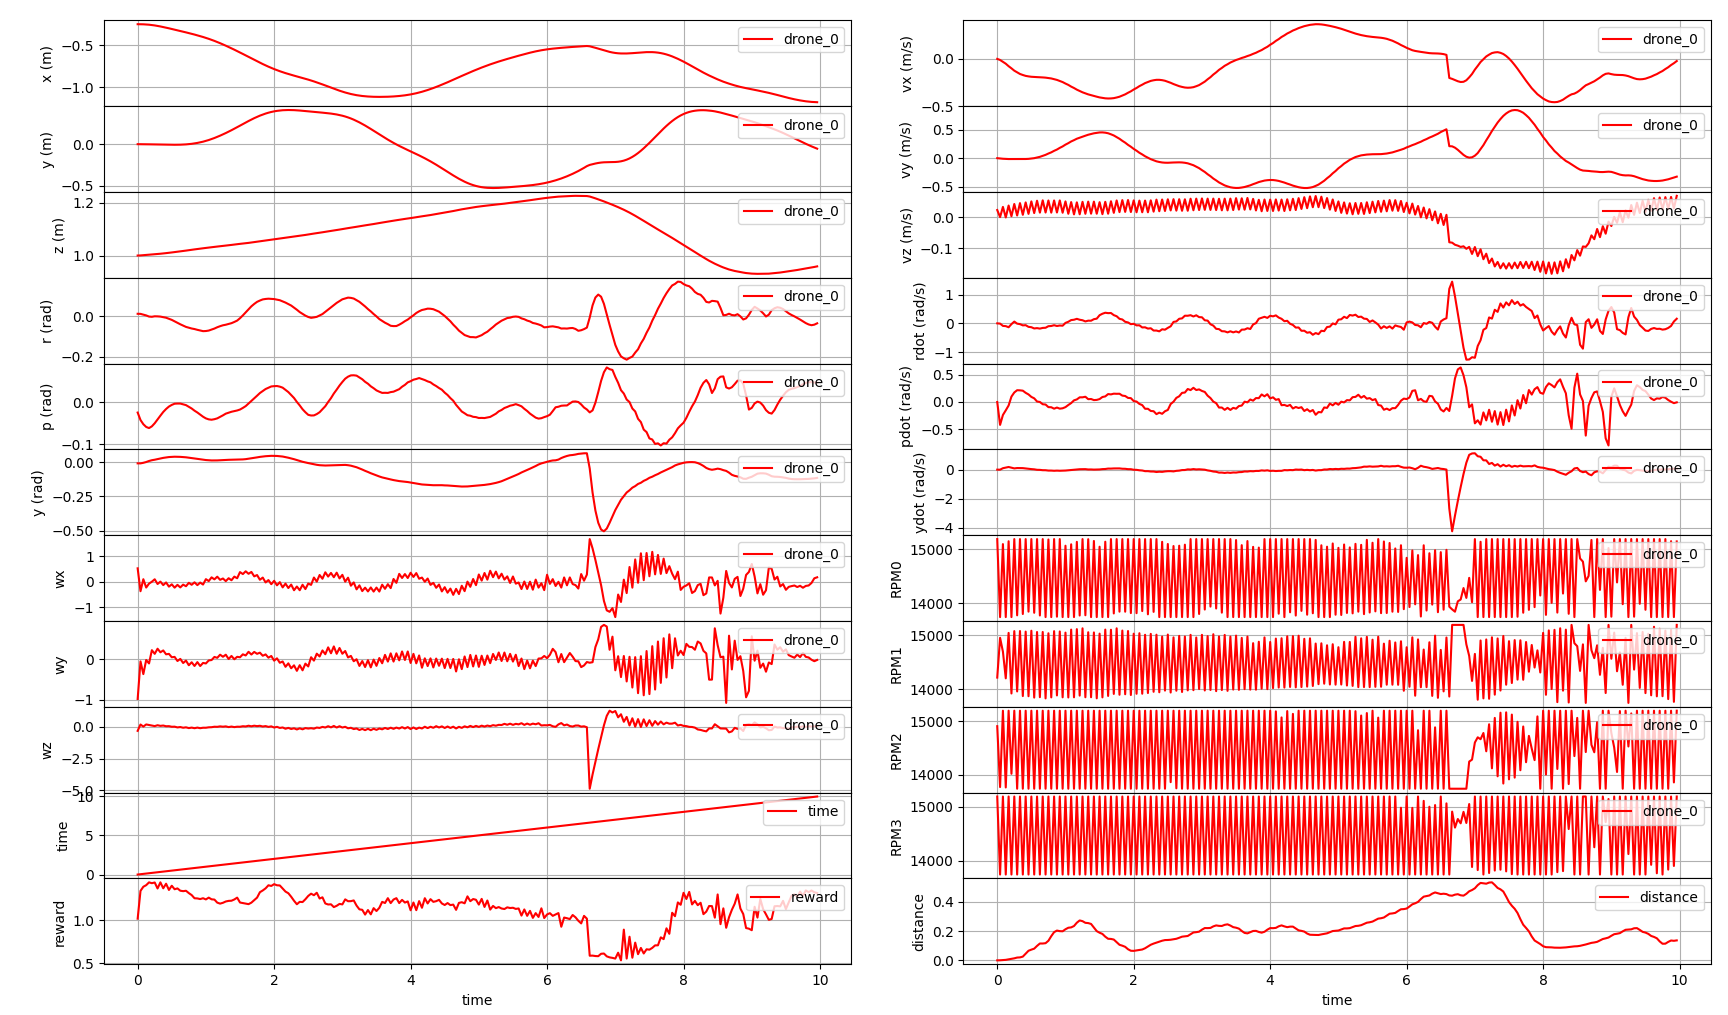 x (m)
−0.5
−1.0
drone_0
y (m)
0.0
−0.5
drone_0
z (m)
1.2
1.0
drone_0
r (rad)
0.0
−0.2
drone_0
p (rad)
0.0
−0.1
drone_0
y (rad)
0.00
−0.25
−0.50
drone_0
wx
1
0
−1
drone_0
wy
0
−1
drone_0
wz
0.0
−2.5
−5.0
drone_0
time
10
5
0
time
reward
1.0
0.5
reward
0
2
4
6
8
10
time
vx (m/s)
0.0
−0.5
drone_0
vy (m/s)
0.5
0.0
−0.5
drone_0
vz (m/s)
0.0
−0.1
drone_0
rdot (rad/s)
1
0
−1
drone_0
pdot (rad/s)
0.5
0.0
−0.5
drone_0
ydot (rad/s)
0
−2
−4
drone_0
RPM0
15000
14000
drone_0
RPM1
15000
14000
drone_0
RPM2
15000
14000
drone_0
RPM3
15000
14000
drone_0
distance
0.4
0.2
0.0
distance
0
2
4
6
8
10
time